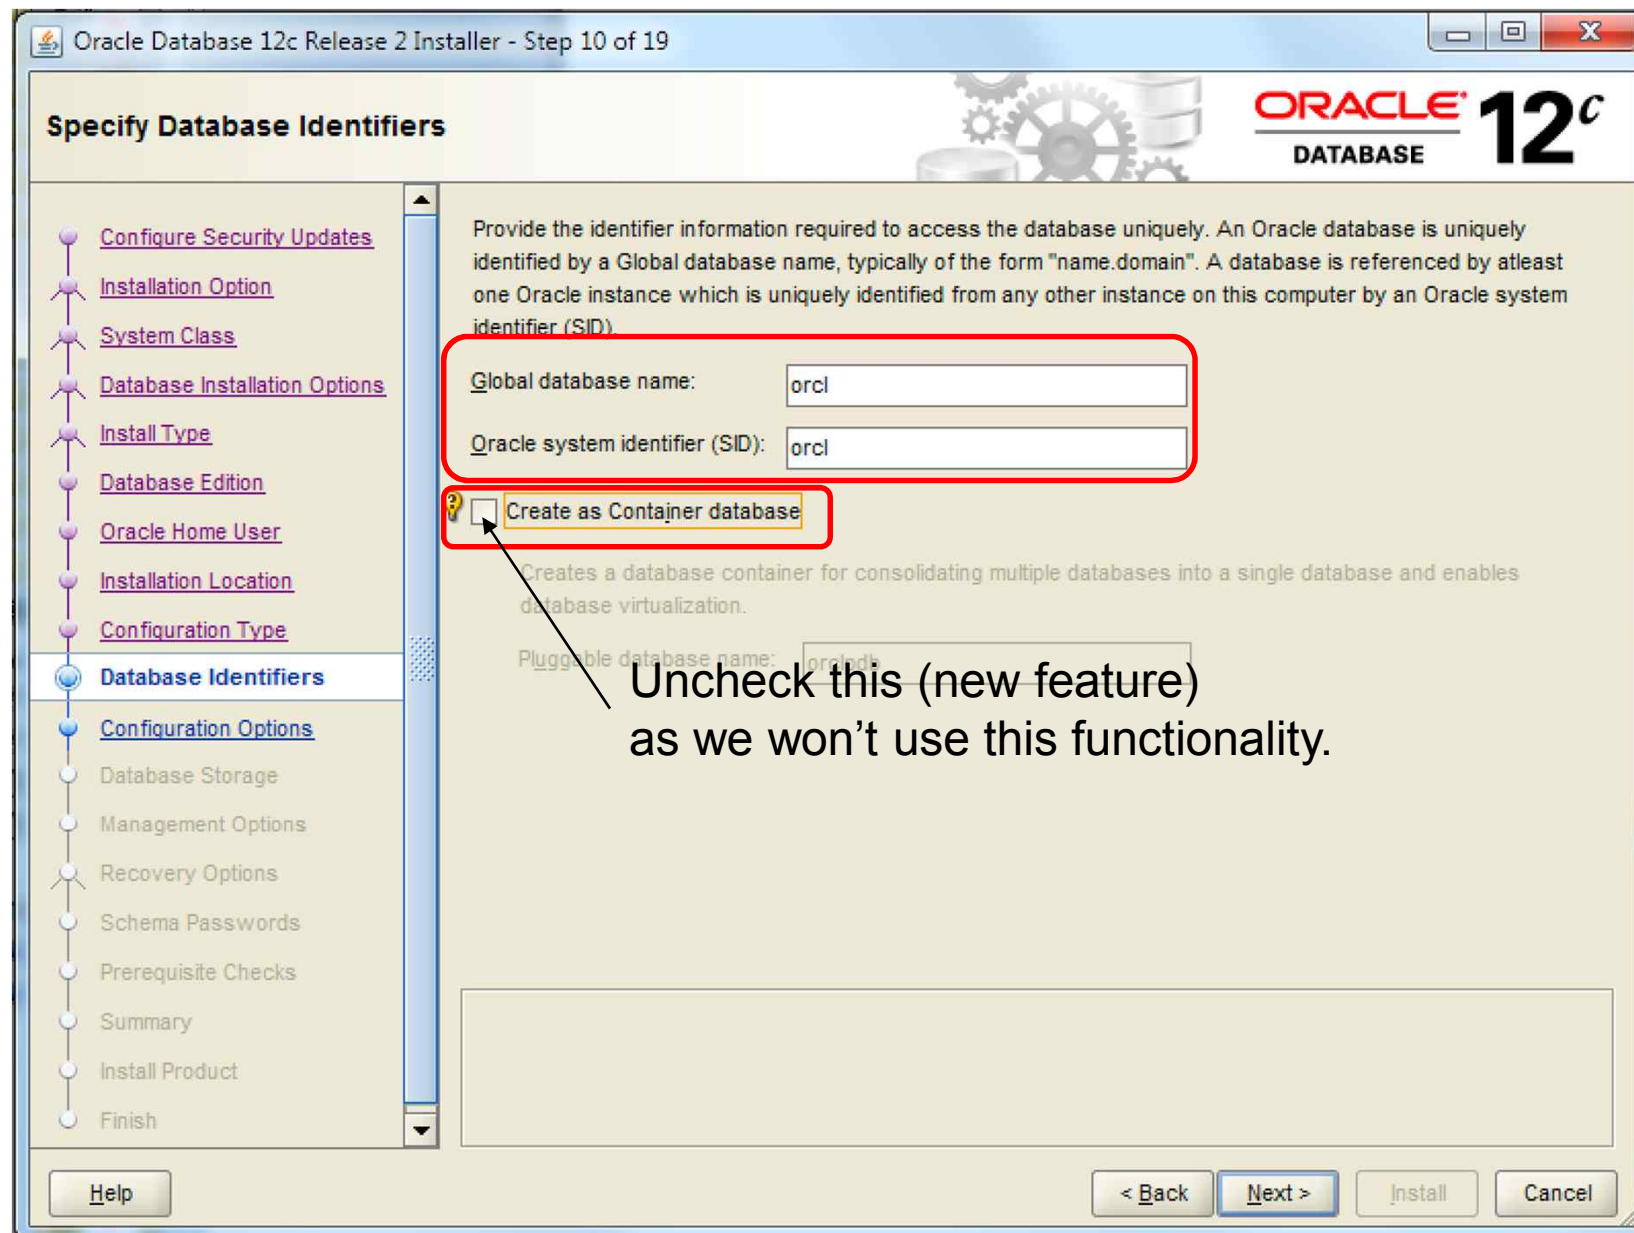 Oracle Database 12c Release 2 Installer - Step 10 of 19
Specify Database Identifiers
ORACLE 12c
DATABASE
Configure Security Updates
Installation Option
System Class
Database Installation Options
Install Type
Database Edition
Oracle Home User
Installation Location
Configuration Type
Database Identifiers
Configuration Options
Database Storage
Management Options
Recovery Options
Schema Passwords
Prerequisite Checks
Summary
Install Product
Finish
Provide the identifier information required to access the database uniquely. An Oracle database is uniquely
identified by a Global database name, typically of the form "name.domain". A database is referenced by atleast
one Oracle instance which is uniquely identified from any other instance on this computer by an Oracle system
identifier (SID).
Global database name: orcl
Oracle system identifier (SID): orcl
Create as Container database
Creates a database container for consolidating multiple databases into a single database and enables
database virtualization.
Pluggable database name: orclpdb
Uncheck this (new feature)
as we won’t use this functionality.
Help
< Back
Next >
Install
Cancel